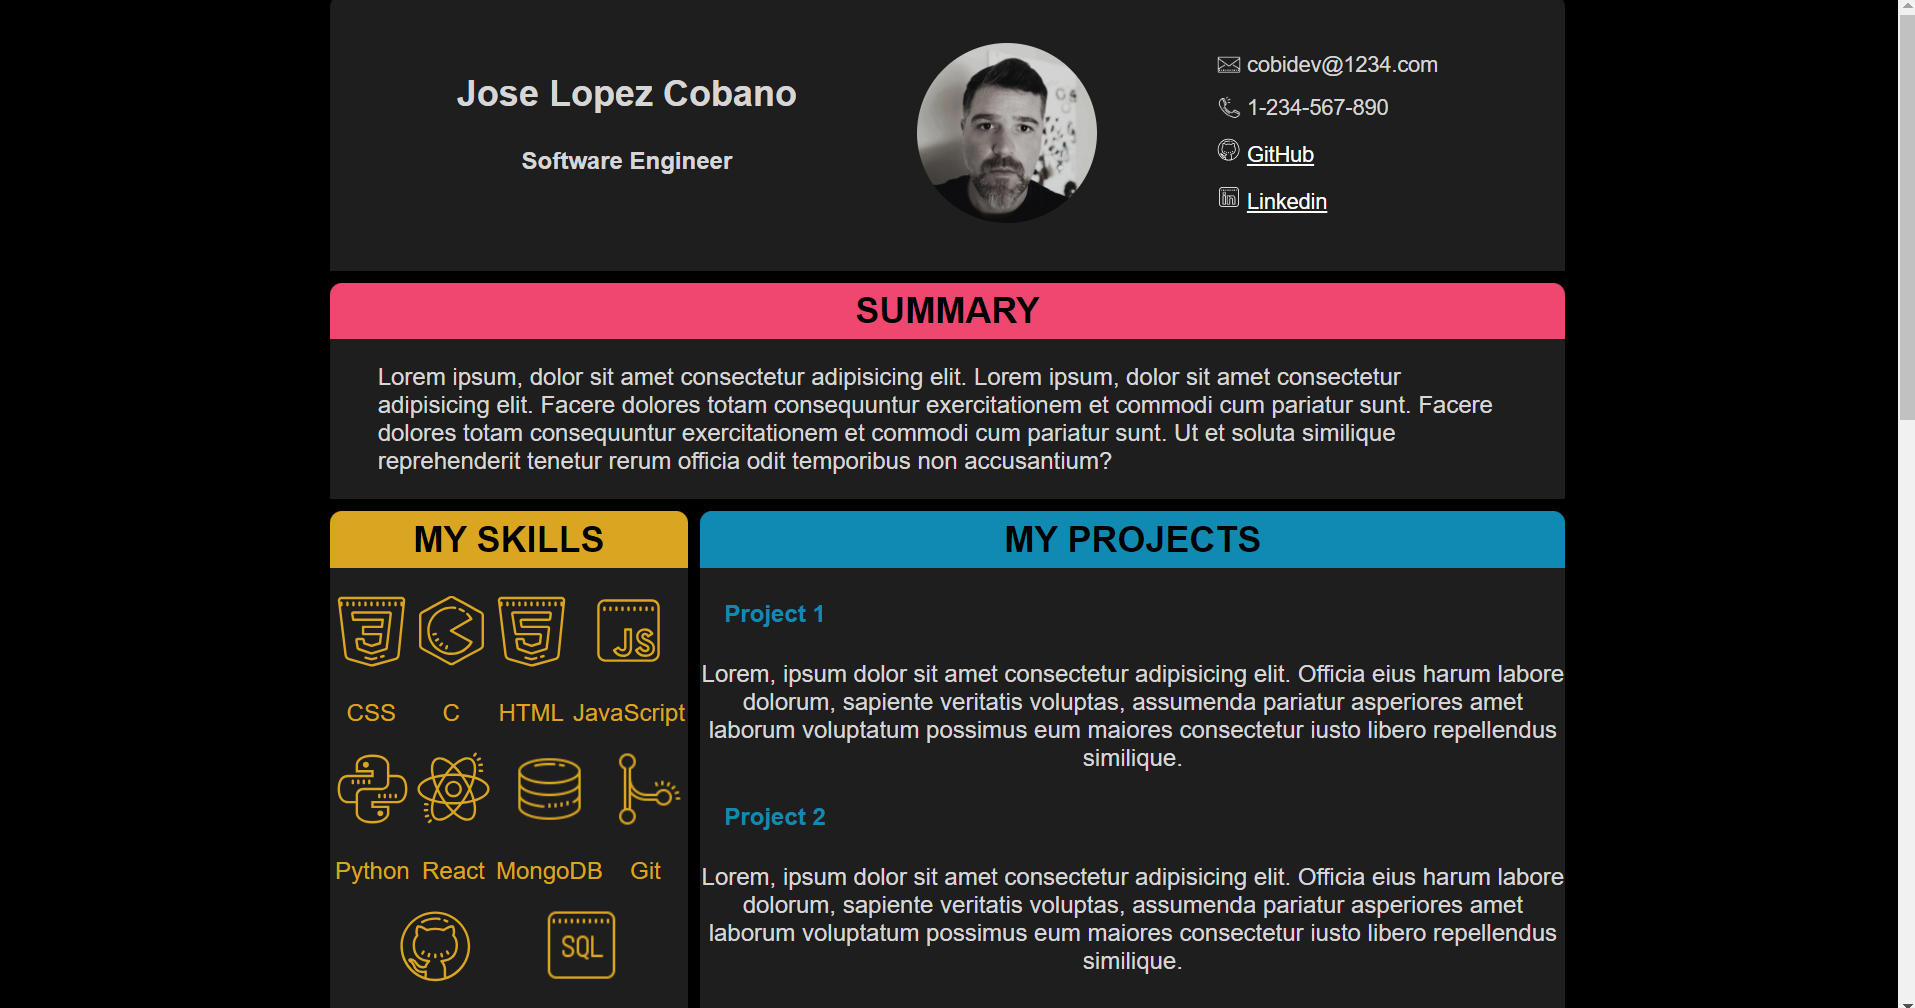 Jose Lopez Cobano
Software Engineer
cobidev@1234.com
1-234-567-890
GitHub
Linkedin
SUMMARY
Lorem ipsum, dolor sit amet consectetur adipisicing elit. Lorem ipsum, dolor sit amet consectetur
adipisicing elit. Facere dolores totam consequuntur exercitationem et commodi cum pariatur sunt. Facere
dolores totam consequuntur exercitationem et commodi cum pariatur sunt. Ut et soluta similique
reprehenderit tenetur rerum officia odit temporibus non accusantium?
MY SKILLS
JS
CSS C HTML JavaScript
Python React MongoDB Git
SQL
MY PROJECTS
Project 1
Lorem, ipsum dolor sit amet consectetur adipisicing elit. Officia eius harum labore
dolorum, sapiente veritatis voluptas, assumenda pariatur asperiores amet
laborum voluptatum possimus eum maiores consectetur iusto libero repellendus
similique.
Project 2
Lorem, ipsum dolor sit amet consectetur adipisicing elit. Officia eius harum labore
dolorum, sapiente veritatis voluptas, assumenda pariatur asperiores amet
laborum voluptatum possimus eum maiores consectetur iusto libero repellendus
similique.